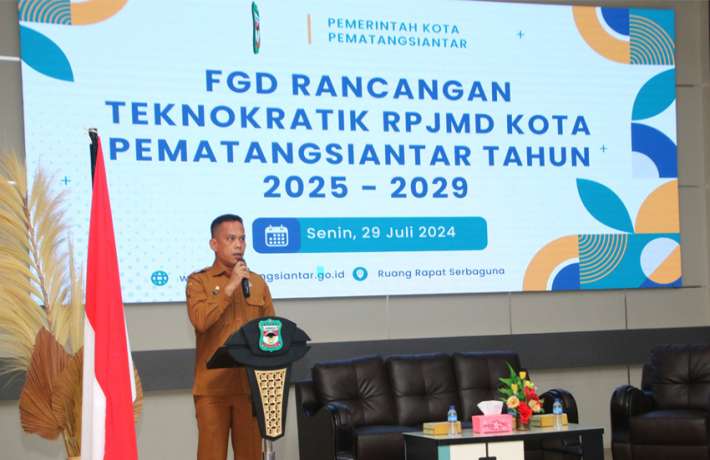 PEMERINTAH KOTA
PEMATANGSIANTAR
FGD RANCANGAN
TEKNOKRATIK RPJMD KOTA
PEMATANGSIANTAR TAHUN
2025 - 2029
Senin, 29 Juli 2024
Ruang Rapat Serbaguna